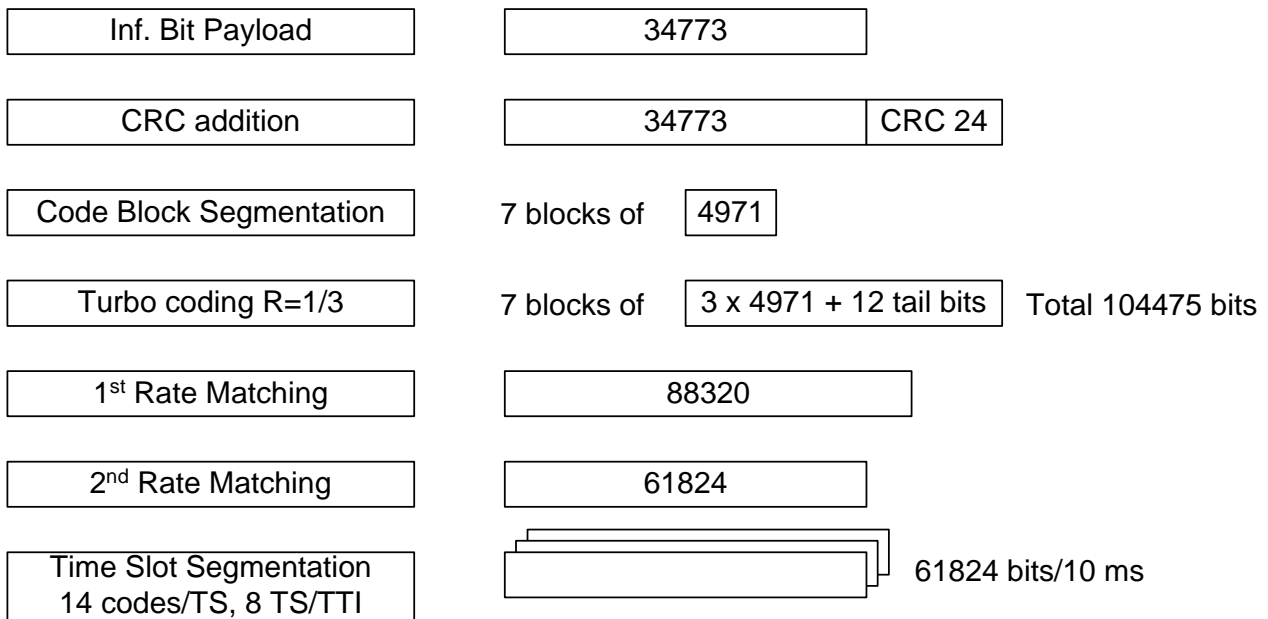 Inf. Bit Payload 34773
CRC addition 34773 CRC 24
Code Block Segmentation 7 blocks of 4971
Turbo coding R=1/3 7 blocks of 3 x 4971 + 12 tail bits Total 104475 bits
1st Rate Matching 88320
2nd Rate Matching 61824
Time Slot Segmentation
14 codes/TS, 8 TS/TTI
61824 bits/10 ms